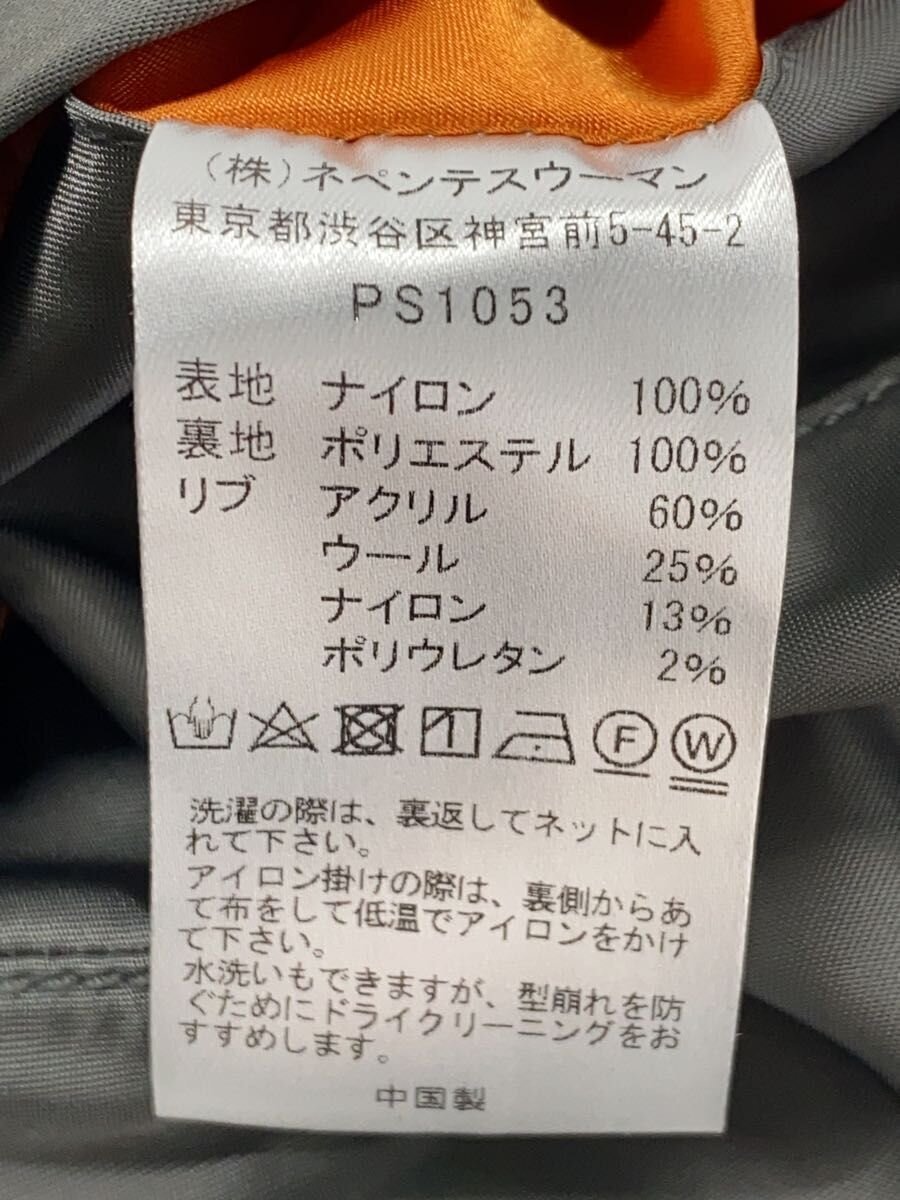 (株)ネペンテスウーマン
東京都渋谷区神宮前5-45-2
PS1053
表地 ナイロン 100%
裏地 ポリエステル 100%
リブ アクリル 60%
ウール 25%
ナイロン 13%
ポリウレタン 2%
F W
洗濯の際は、裏返してネットに入
れて下さい。
アイロン掛けの際は、裏側からあ
て布をして低温でアイロンをかけ
て下さい。
水洗いもできますが、型崩れを防
ぐためにドライクリーニングをお
すすめします。
中国製